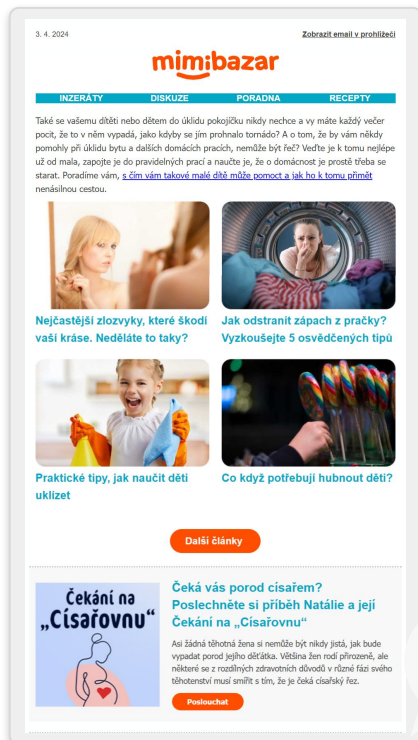 3. 4. 2024
Zobrazit email v prohlížeči
mimibazar
INZERÁTY DISKUZE PORADNA RECEPTY
Také se vašemu dítěti nebo dětem do úklidu pokojíčku nikdy nechce a vy máte každý večer
pocit, že to v něm vypadá, jako kdyby se jím prohnalo tornádo? A o tom, že by vám někdy
pomohly při úklidu bytu a dalších domácích pracích, nemůže být řeč? Veďte je k tomu nejlépe
už od mala, zapojte je do pravidelných prací a naučte je, že o domácnost je prostě třeba se
starat. Poradíme vám, s čím vám takové malé dítě může pomoct a jak ho k tomu přimět
nenásilnou cestou.
Nejčastější zlozvyky, které škodí
vaší kráse. Neděláte to taky?
Jak odstranit zápach z pračky?
Vyzkoušejte 5 osvědčených tipů
Praktické tipy, jak naučit děti
uklízet
Co když potřebují hubnout děti?
Další články
Čekání na
„Císařovnu“
Čeká vás porod císařem?
Poslechněte si příběh Natálie a její
Čekání na „Císařovnu“
Asi žádná těhotná žena si nemůže být nikdy jistá, jak bude
vypadat porod jejího děťátka. Většina žen rodí přirozeně, ale
některé se z rozdílných zdravotních důvodů v různé fázi svého
těhotenství musí smířit s tím, že je čeká císařský řez.
Poslouchat